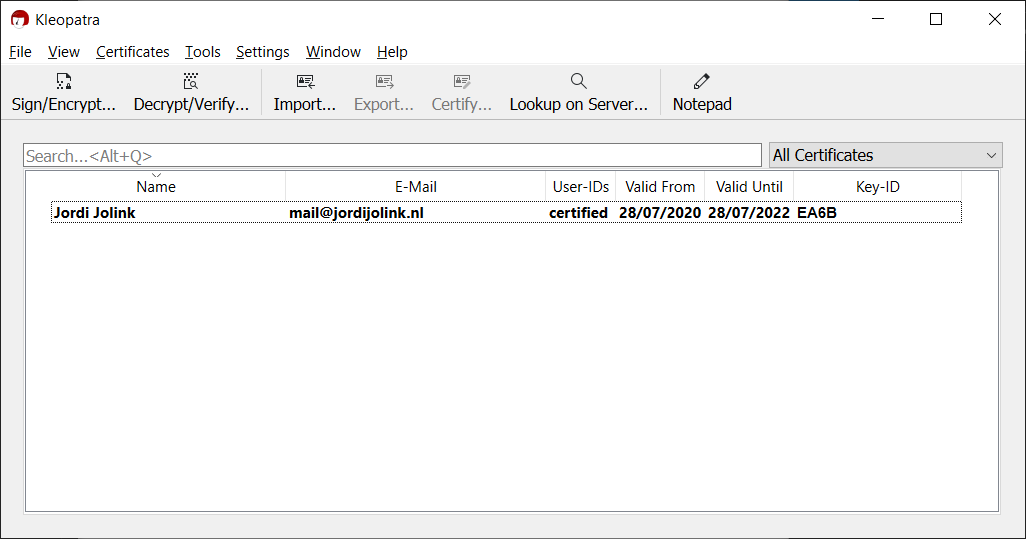 Kleopatra
File View Certificates Tools Settings Window Help
Sign/Encrypt... Decrypt/Verify... Import... Export... Certify... Lookup on Server... Notepad
Search...<Alt+Q> All Certificates
Name E-Mail User-IDs Valid From Valid Until Key-ID
Jordi Jolink mail@jordijolink.nl certified 28/07/2020 28/07/2022 EA6B